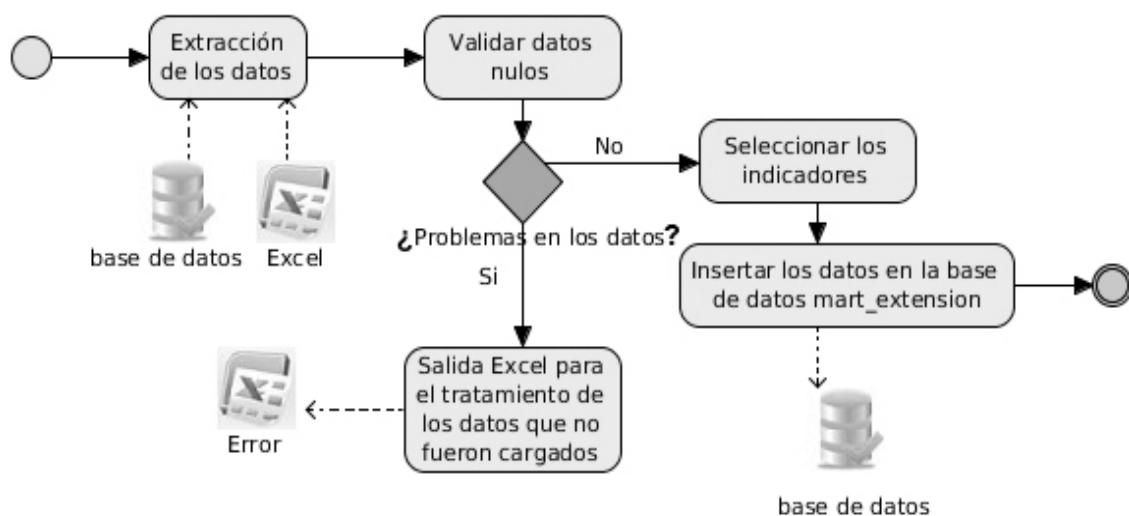 Extracción
de los datos
Validar datos
nulos
base de datos
Excel
No
Seleccionar los
indicadores
¿Problemas en los datos?
Si
Insertar los datos en la base
de datos mart_extension
Salida Excel para
el tratamiento de
los datos que no
fueron cargados
Error
base de datos